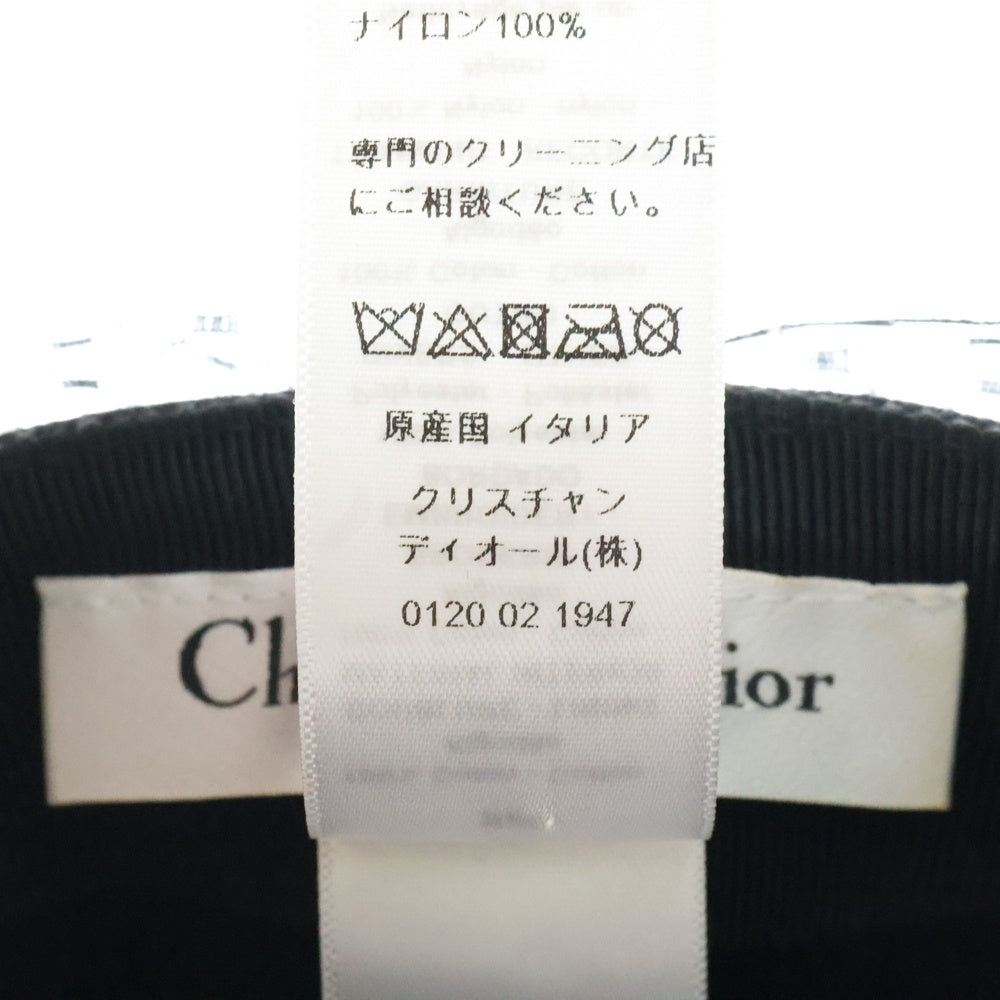 ナイロン100%
専門のクリーニング店
にご相談ください。
原産国 イタリア
クリスチャン
ディオール(株)
0120 02 1947
Ch ior